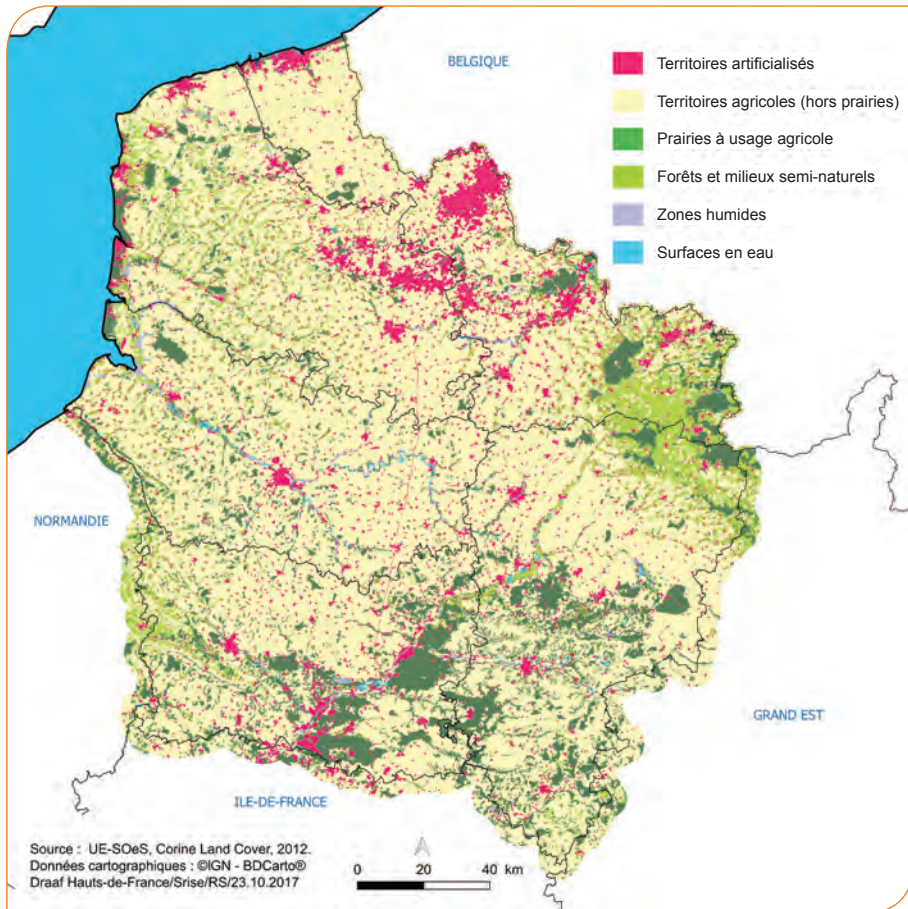 BELGIQUE
Territoires artificialisés
Territoires agricoles (hors prairies)
Prairies à usage agricole
Forêts et milieux semi-naturels
Zones humides
Surfaces en eau
NORMANDIE
GRAND EST
ILE-DE-FRANCE
Source : UE-SOeS, Corine Land Cover, 2012.
Données cartographiques : ©IGN - BDCarto®
Draaf Hauts-de-France/Srise/RS/23.10.2017
0 20 40 km